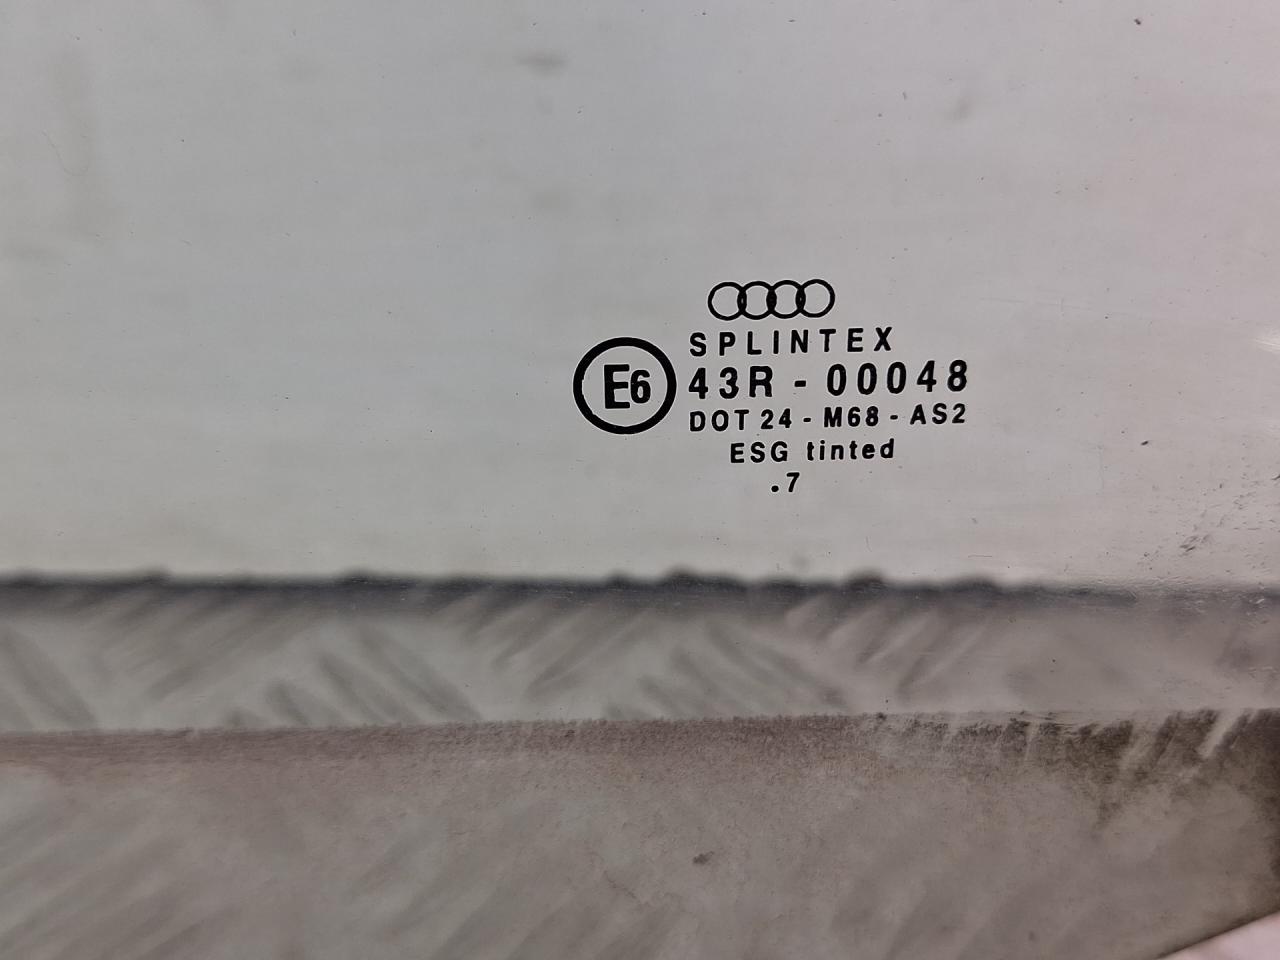 SPLINTEX
E6 43R - 00048
DOT 24 - M68 - AS2
ESG tinted
.7